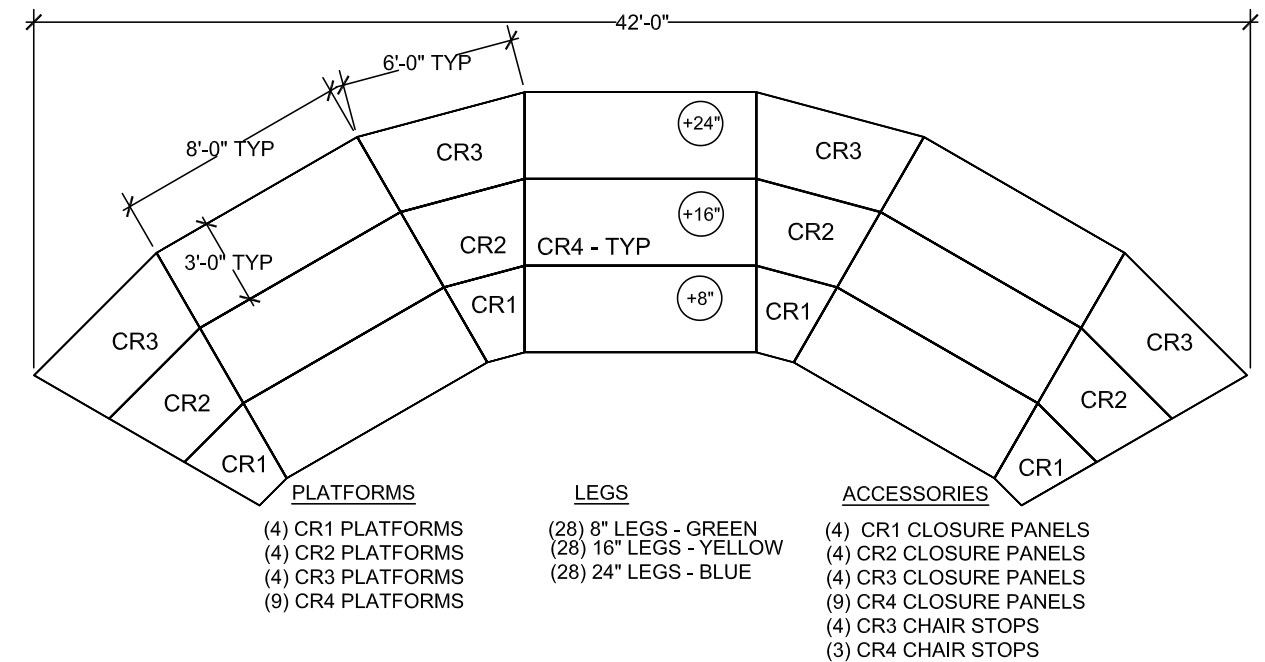 42'-0"
6'-0" TYP
8'-0" TYP
+24"
CR3
CR3
+16"
CR2
CR4 - TYP
CR2
3'-0" TYP
+8"
CR1
CR1
CR3
CR3
CR2
CR2
CR1
CR1
PLATFORMS
(4) CR1 PLATFORMS
(4) CR2 PLATFORMS
(4) CR3 PLATFORMS
(9) CR4 PLATFORMS
LEGS
(28) 8" LEGS - GREEN
(28) 16" LEGS - YELLOW
(28) 24" LEGS - BLUE
ACCESSORIES
(4) CR1 CLOSURE PANELS
(4) CR2 CLOSURE PANELS
(4) CR3 CLOSURE PANELS
(9) CR4 CLOSURE PANELS
(4) CR3 CHAIR STOPS
(3) CR4 CHAIR STOPS